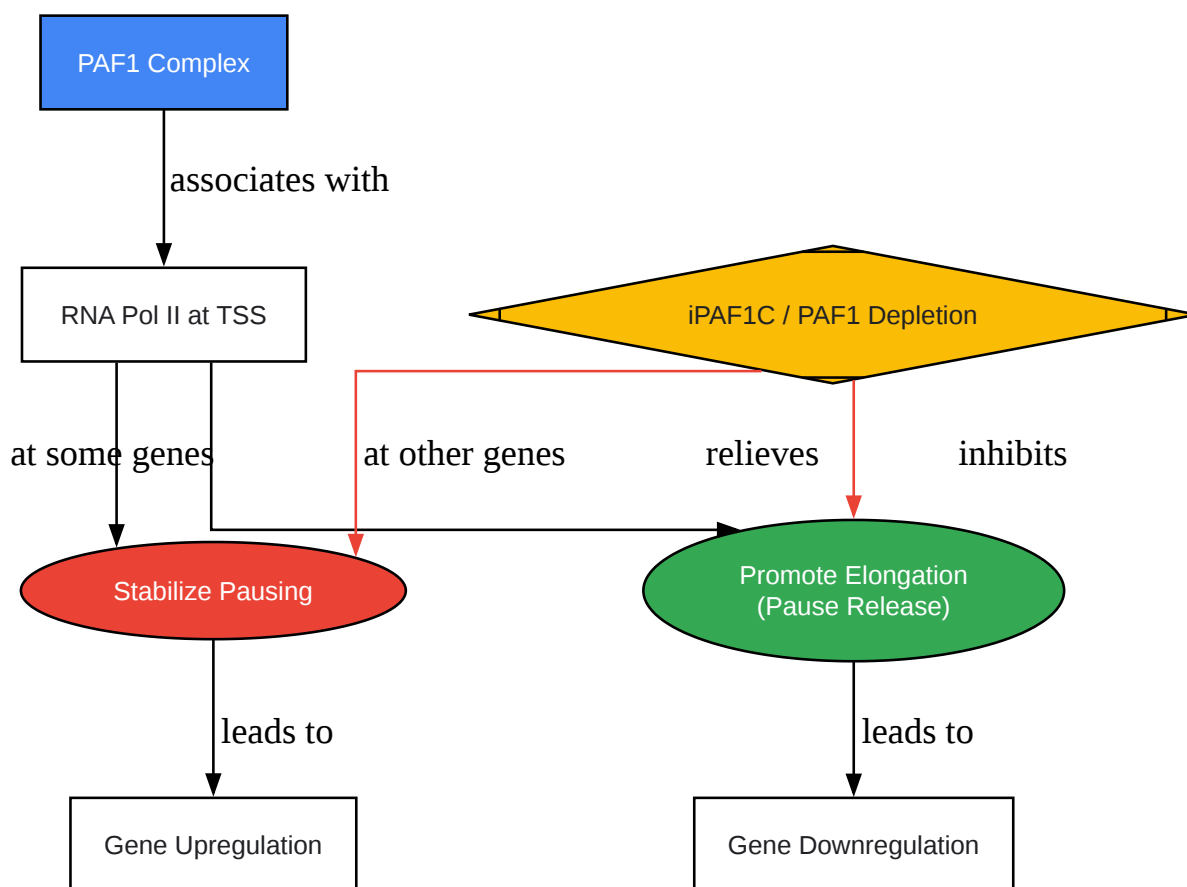 PAF1 Complex
associates with
RNA Pol II at TSS
iPAF1C / PAF1 Depletion
at some genes
at other genes
relieves
inhibits
Stabilize Pausing
Promote Elongation
(Pause Release)
leads to
leads to
Gene Upregulation
Gene Downregulation